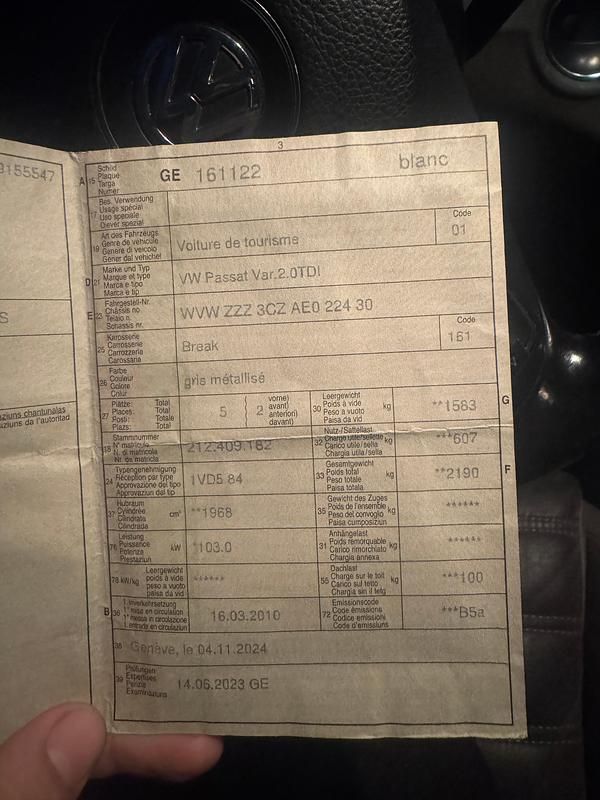 3
3155547
A 15 Schild
Plaque
Targa
Numer
GE 161122 blanc
17 Bes. Verwendung
Usage spécial
Uso speciale
Diever spezial
19 Art des Fahrzeugs
Genre de véhicule
Genere di veicolo
Gener dal vehichel
Voiture de tourisme
Code
01
D 21 Marke und Typ
Marque et type
Marca e tipo
Marca e tip
VW Passat Var.2.0TDI
E 23 Fahrgestell-Nr.
Châssis no
Telaio n.
Schassis nr.
WVW ZZZ 3CZ AE0 224 30
25 Karosserie
Carrosserie
Carrozzeria
Carossaria
Break
Code
161
26 Farbe
Couleur
Colore
Colur
gris métallisé
27 Plätze: Total
Places: Total
Posti: Totale
Plazs: Total
5 ( 2 vorne)
avant)
anteriori)
davant)
30 Leergewicht
Poids à vide
Peso a vuoto
Paisa da vid
kg **1583 G
18 Stammnummer
N° matricule
N. di matricola
Nr. da matricla
212.409.182
32 Nutz-/Sattellast
Charge utile/sellette
Carico utile/sella
Chargia utila/sella
kg ***607
24 Typengenehmigung
Réception par type
Approvazione del tipo
Approvaziun dal tip
1VD5 84
33 Gesamtgewicht
Poids total
Peso totale
Paisa totala
kg **2190 F
37 Hubraum
Cylindrée
Cilindrata
Cilindrada
cm³ **1968
35 Gewicht des Zuges
Poids de l'ensemble
Peso del convoglio
Paisa cumposiziun
kg ******
76 Leistung
Puissance
Potenza
Prestaziun
kW *103.0
31 Anhängelast
Poids remorquable
Carico rimorchiato
Chargia annexa
kg ******
78 kW/kg Leergewicht
poids à vide
peso a vuoto
paisa da vid
******
55 Dachlast
Charge sur le toit
Carico sul tetto
Chargia sin il tetg
kg ***100
B 36 1. Inverkehrsetzung
1re mise en circulation
1a messa in circolazione
1. entrada en circulaziun
16.03.2010
72 Emissionscode
Code émissions
Codice emissioni
Code d'emissiuns
***B5a
38 Genève, le 04.11.2024
39 Prüfungen
Expertises
Perizie
Examinaziuns
14.06.2023 GE
S
aziuns chantunalas
aziuns da l'autoritad